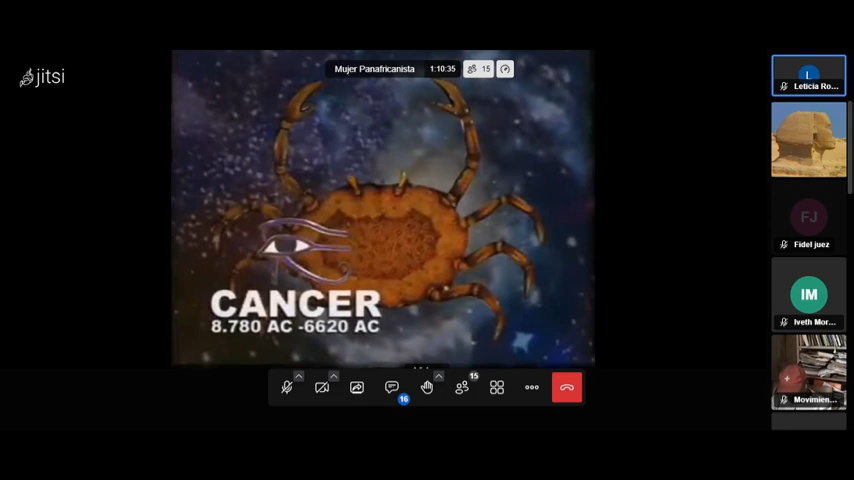 jitsi
Mujer Panafricanista 1:10:35 15
L
Leticia Ro...
FJ
Fidel juez
IM
Iveth Mor...
Movimien...
CANCER
8.780 AC -6620 AC
15
16